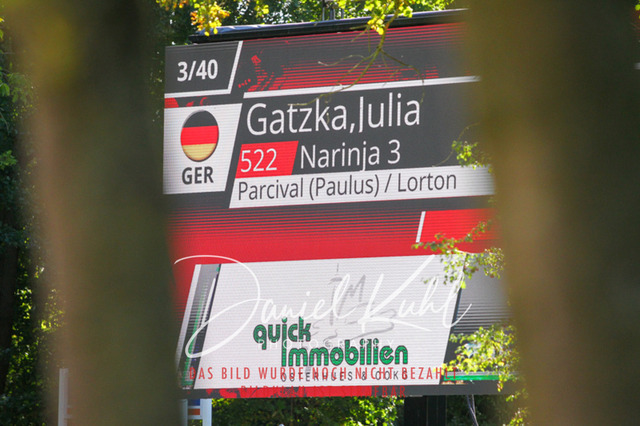 3/40
Gatzka,Julia
GER
522 Narinja 3
Parcival (Paulus) / Lorton
Daniel Kuhl
quick
immobilien
DAS BILD WURDE NOCH NICHT BEZAHLT